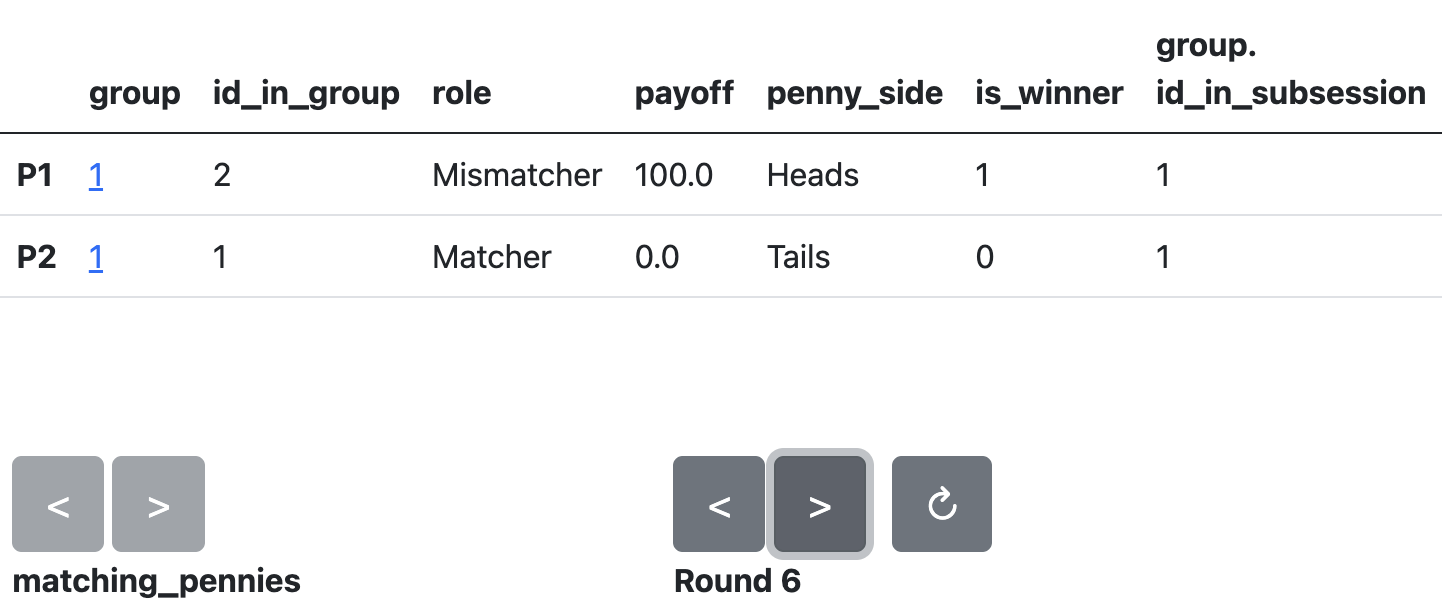 group.
group id_in_group role payoff penny_side is_winner id_in_subsession
P1 1 2 Mismatcher 100.0 Heads 1 1
P2 1 1 Matcher 0.0 Tails 0 1
< > < > ↻
matching_pennies Round 6